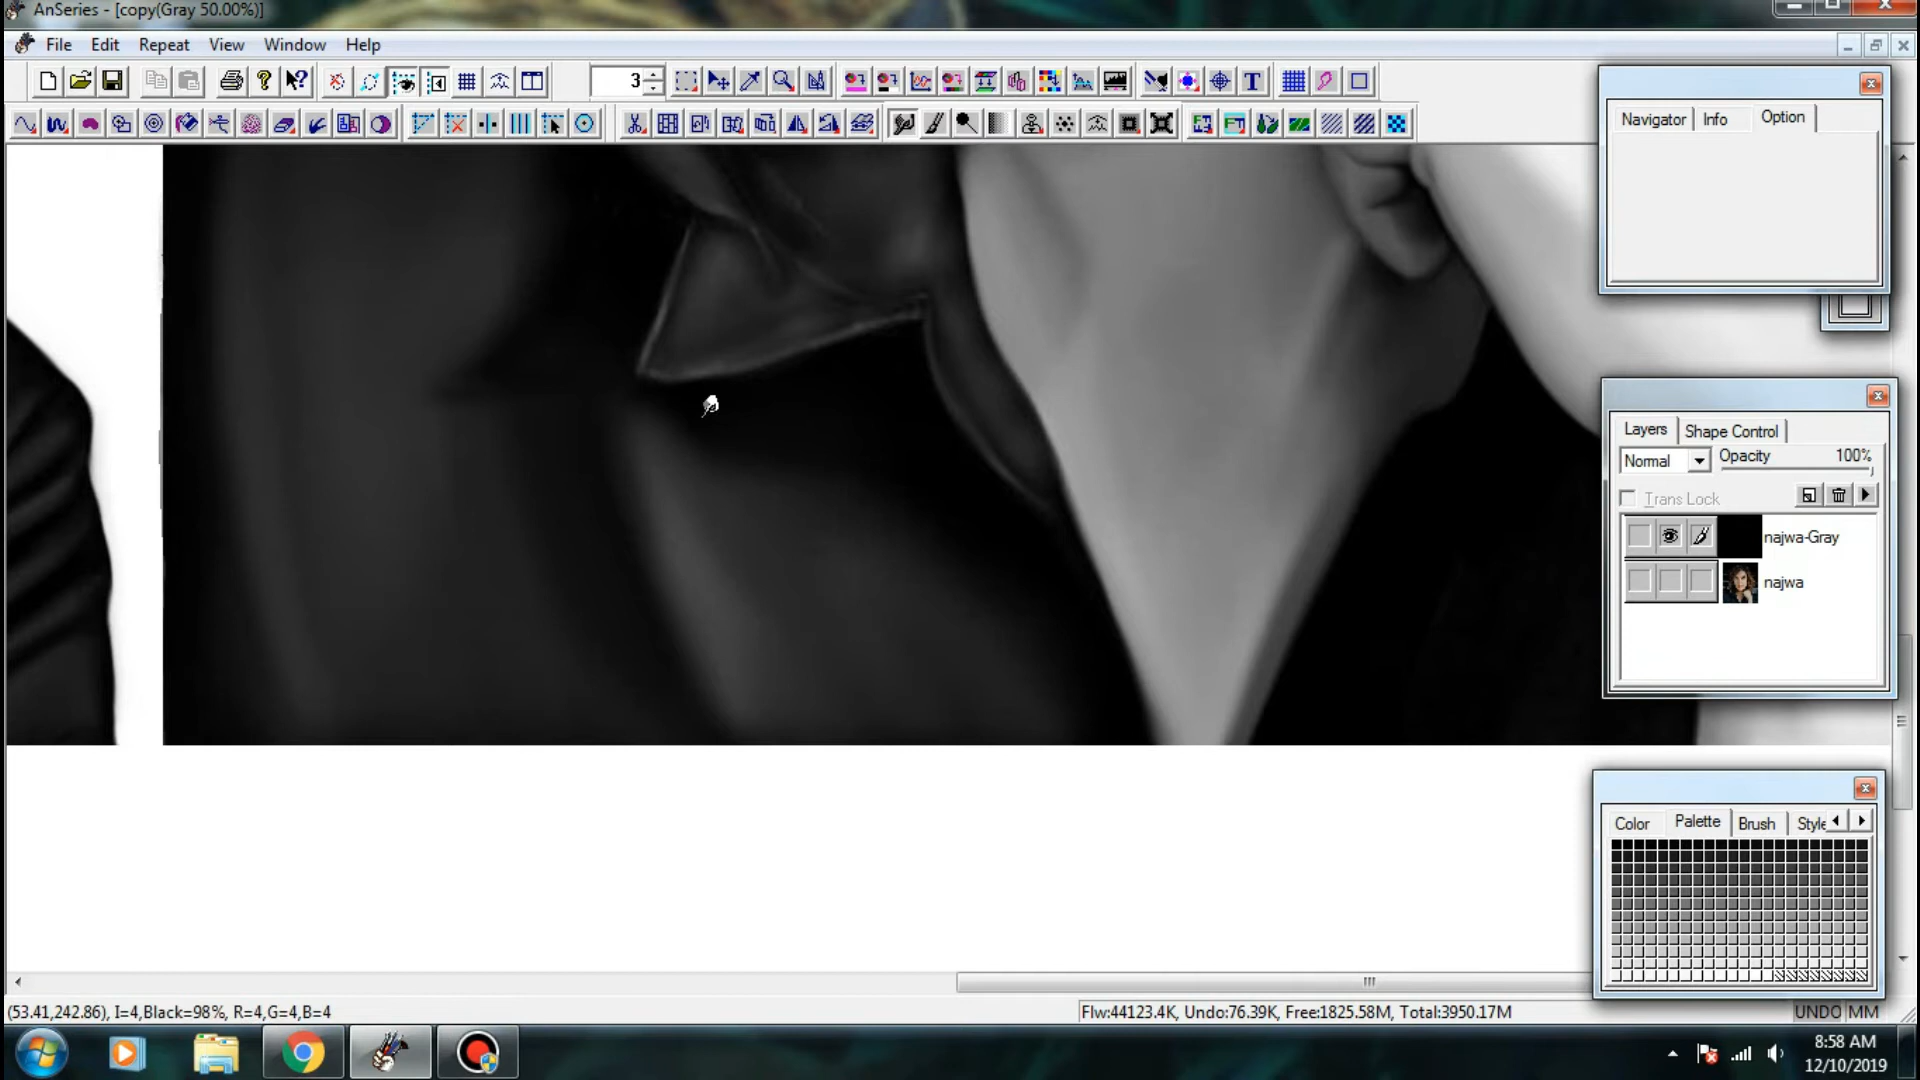 AnSeries - [copy(Gray 50.00%)]
File Edit Repeat View Window Help
3
Navigator Info Option
Layers Shape Control
Normal Opacity 100%
Trans Lock
najwa-Gray
najwa
Color Palette Brush Style
(53.41,242.86), I=4,Black=98%, R=4,G=4,B=4 Flw:44123.4K, Undo:76.39K, Free:1825.58M, Total:3950.17M UNDO MM
8:58 AM
12/10/2019